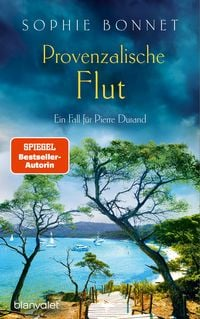 SOPHIE BONNET
Provenzalische
Flut
Ein Fall für Pierre Durand
SPIEGEL
Bestseller-
Autorin
blanvalet